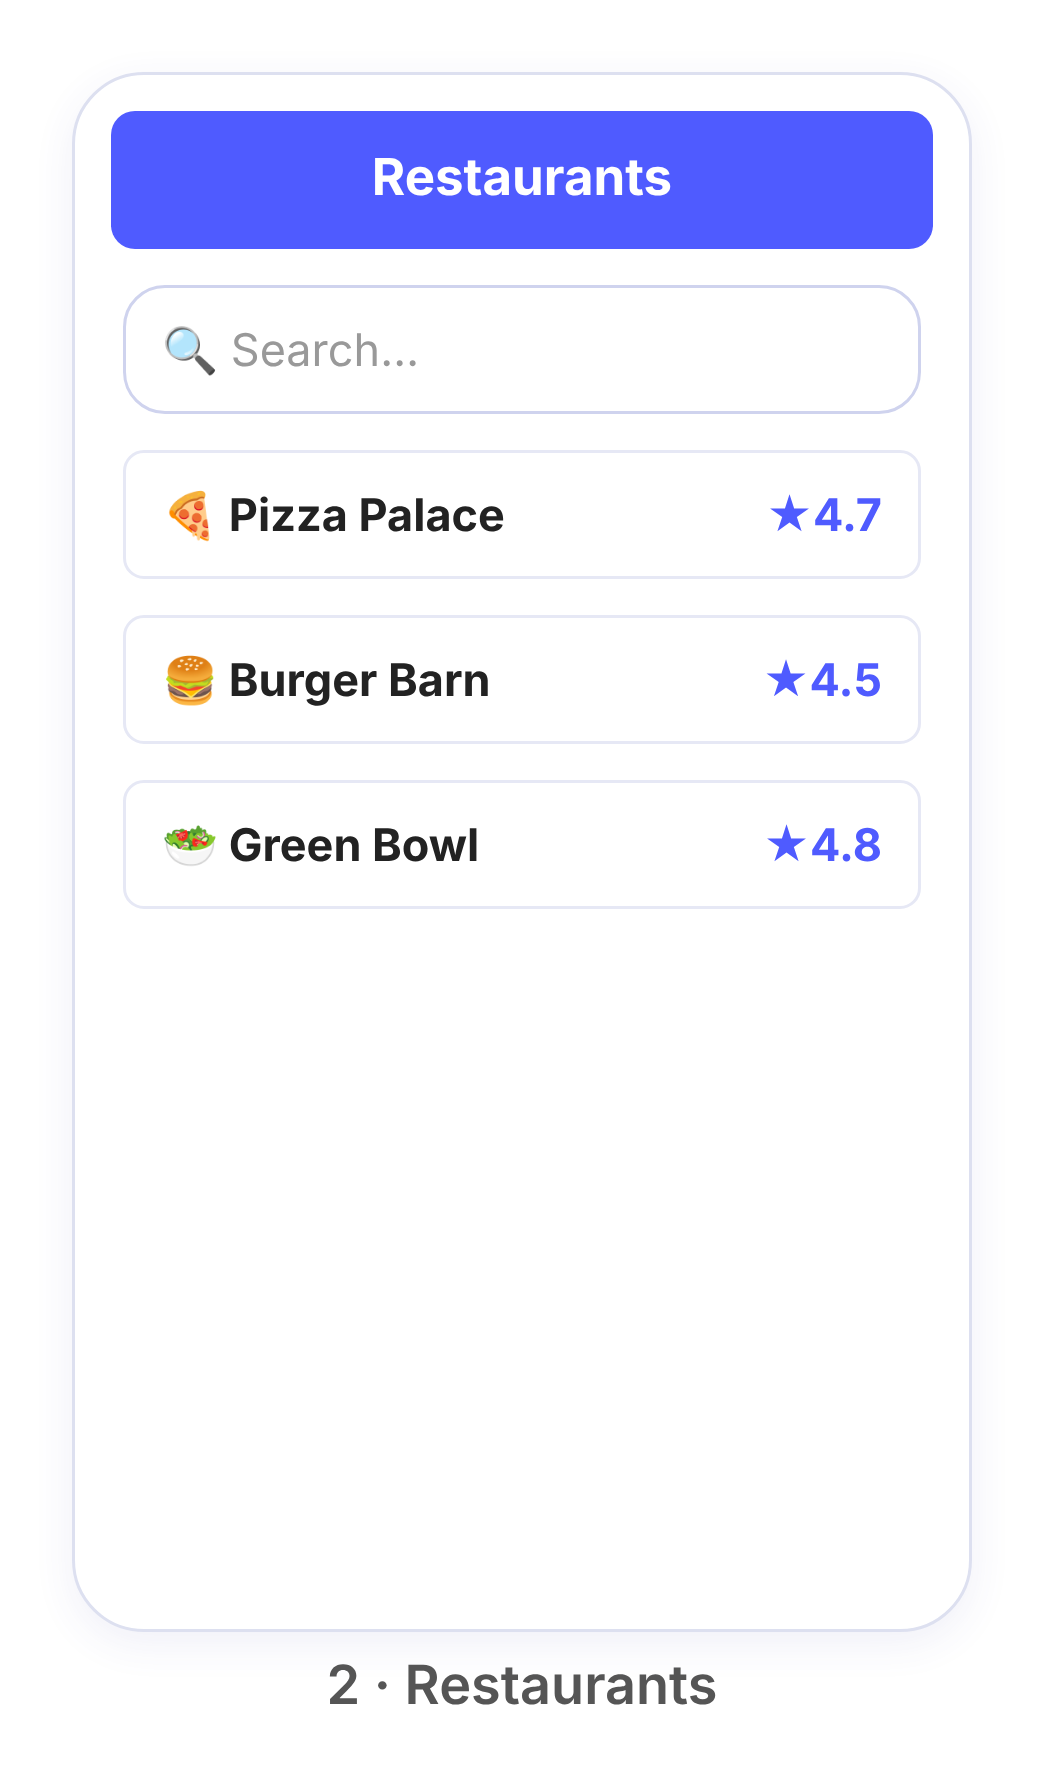 Restaurants
🔍 Search...
🍕 Pizza Palace ★4.7
🍔 Burger Barn ★4.5
🥗 Green Bowl ★4.8
2 · Restaurants